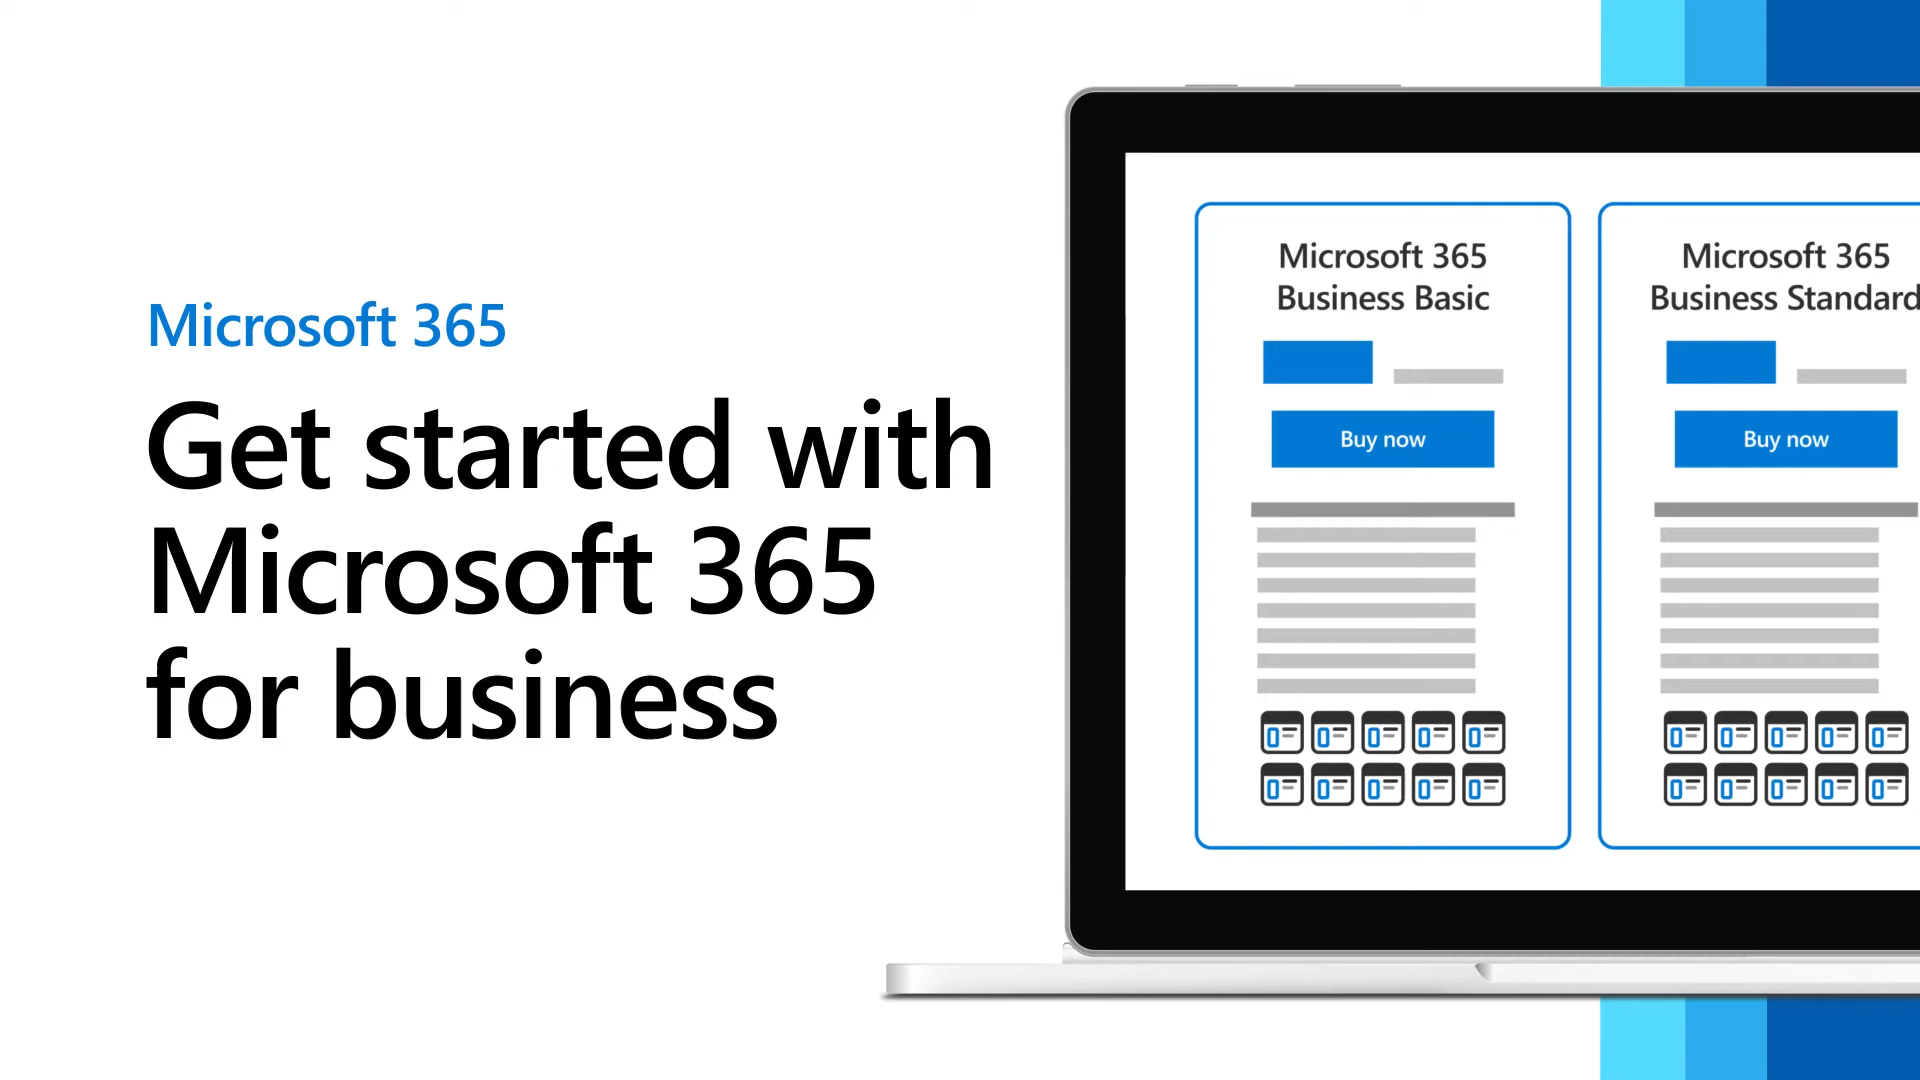 Microsoft 365
Get started with
Microsoft 365
for business
Microsoft 365
Business Basic
Buy now
Microsoft 365
Business Standard
Buy now